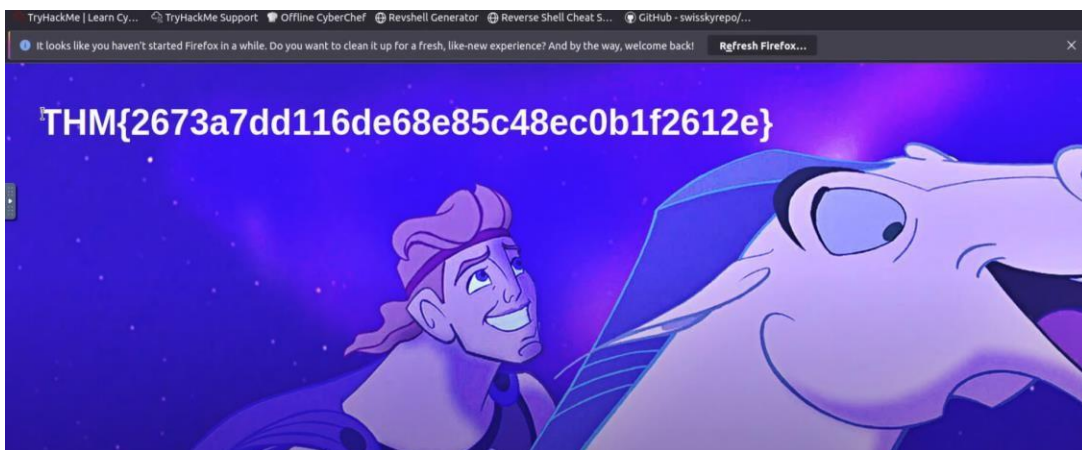 TryHackMe | Learn Cy... TryHackMe Support Offline CyberChef Revshell Generator Reverse Shell Cheat S... GitHub - swisskyrepo/...
It looks like you haven't started Firefox in a while. Do you want to clean it up for a fresh, like-new experience? And by the way, welcome back! Refresh Firefox...
THM{2673a7dd116de68e85c48ec0b1f2612e}